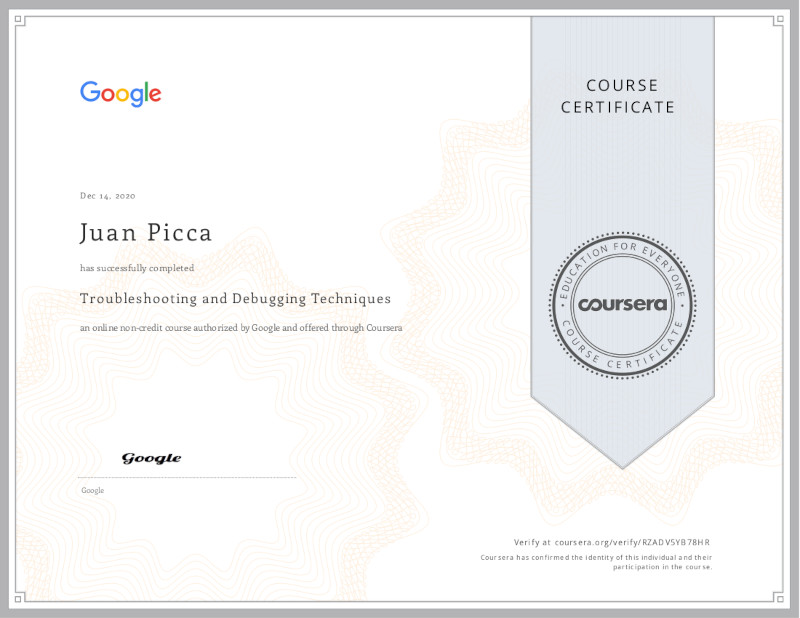 Google
COURSE
CERTIFICATE
Dec 14, 2020
Juan Picca
has successfully completed
Troubleshooting and Debugging Techniques
an online non-credit course authorized by Google and offered through Coursera
EDUCATION FOR EVERYONE
coursera
COURSE CERTIFICATE
Google
Google
Verify at coursera.org/verify/RZADVSYB78HR
Coursera has confirmed the identity of this individual and their
participation in the course.